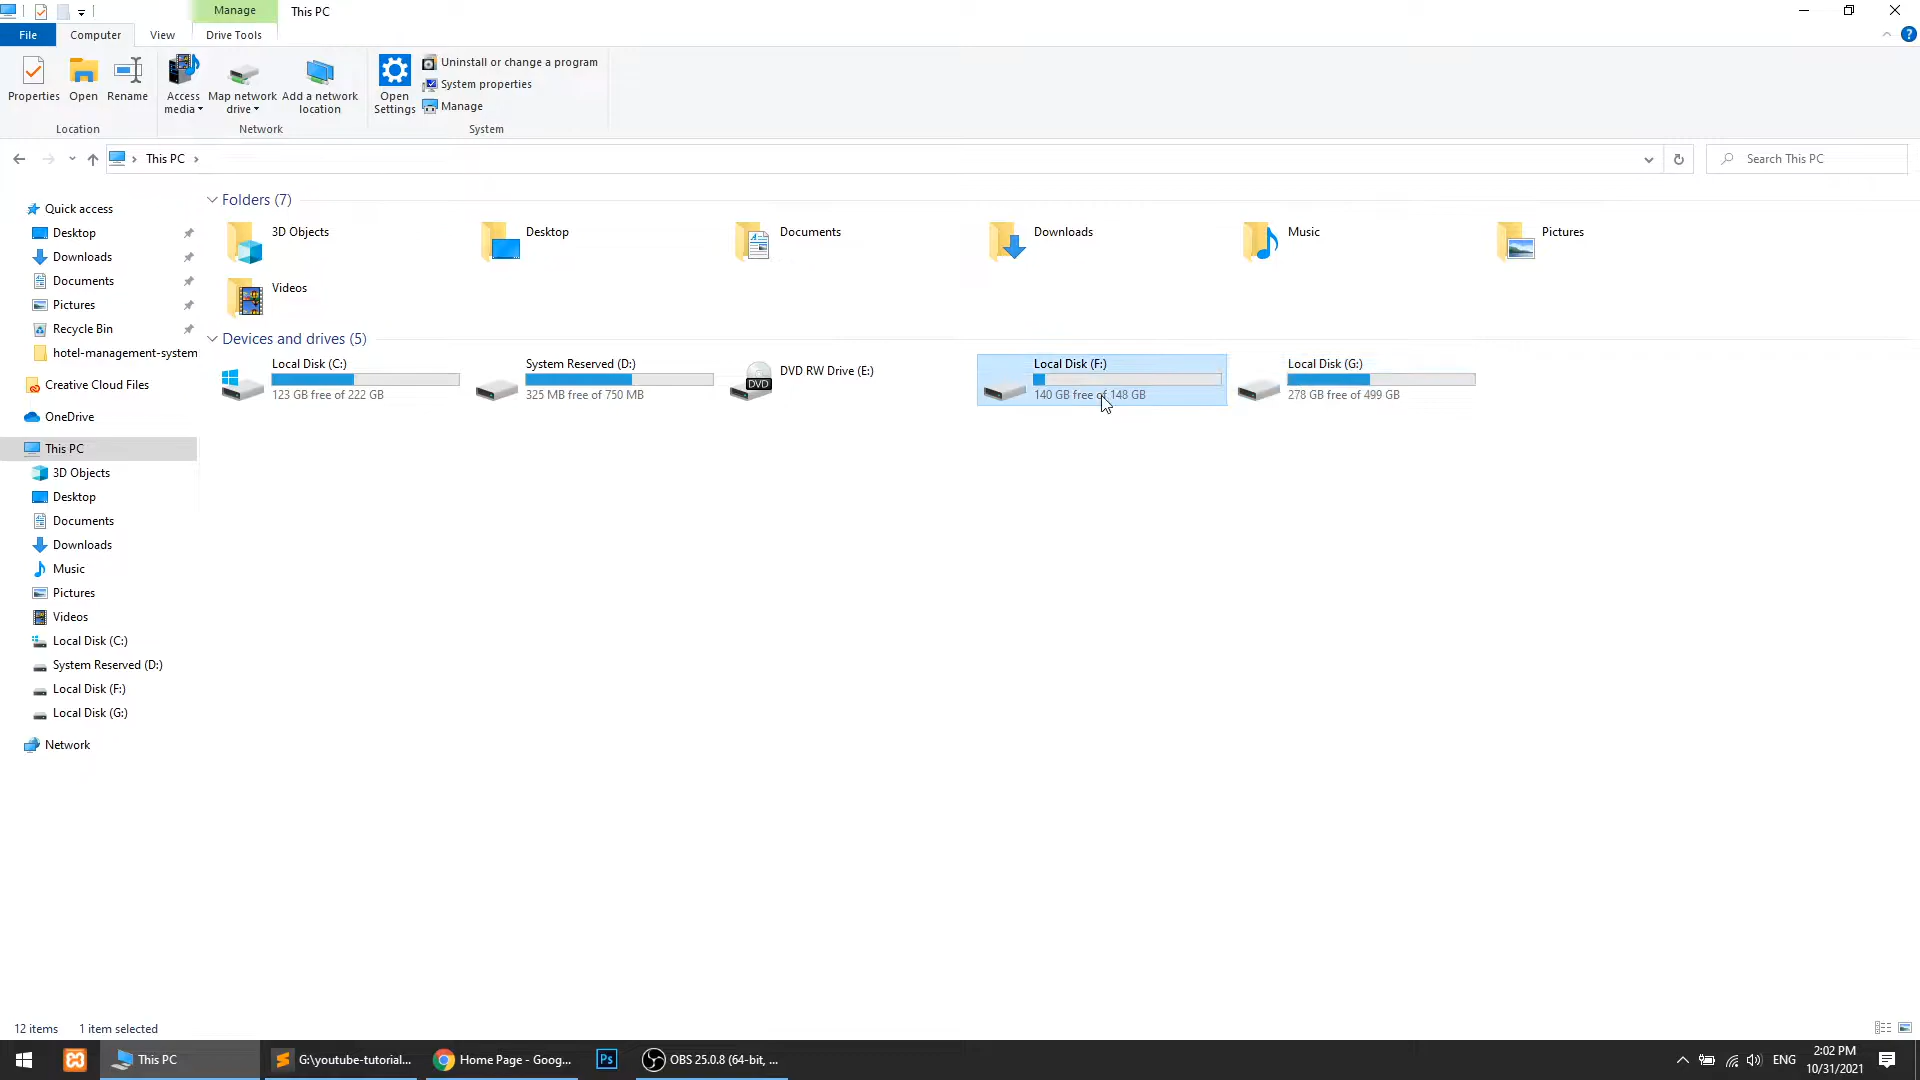 Manage
This PC
File
Computer
View
Drive Tools
Properties
Open
Rename
Access media
Map network drive
Add a network location
Open Settings
Uninstall or change a program
System properties
Manage
Location
Network
System
This PC
Search This PC
Quick access
Desktop
Downloads
Documents
Pictures
Recycle Bin
hotel-management-system
Creative Cloud Files
OneDrive
This PC
3D Objects
Desktop
Documents
Downloads
Music
Pictures
Videos
Local Disk (C:)
System Reserved (D:)
Local Disk (F:)
Local Disk (G:)
Network
Folders (7)
3D Objects
Desktop
Documents
Downloads
Music
Pictures
Videos
Devices and drives (5)
Local Disk (C:)
123 GB free of 222 GB
System Reserved (D:)
325 MB free of 750 MB
DVD
DVD RW Drive (E:)
Local Disk (F:)
140 GB free of 148 GB
Local Disk (G:)
278 GB free of 499 GB
12 items
1 item selected
This PC
G:\youtube-tutorial...
Home Page - Goog...
Ps
OBS 25.0.8 (64-bit, ...
ENG
2:02 PM
10/31/2021